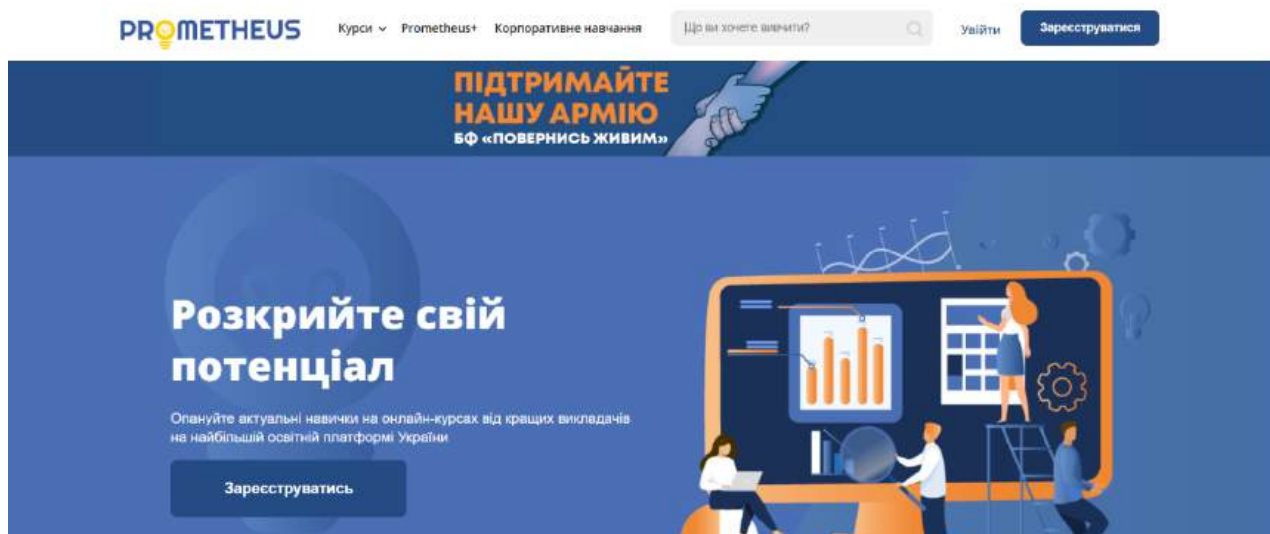 PROMETHEUS
Курси Prometheus+ Корпоративне навчання Що ви хочете вивчити? Увійти Зареєструватися
ПІДТРИМАЙТЕ
НАШУ АРМІЮ
БФ «ПОВЕРНИСЬ ЖИВИМ»
Розкрийте свій
потенціал
Опануйте актуальні навички на онлайн-курсах від кращих викладачів
на найбільшій освітній платформі України
Зареєструватись